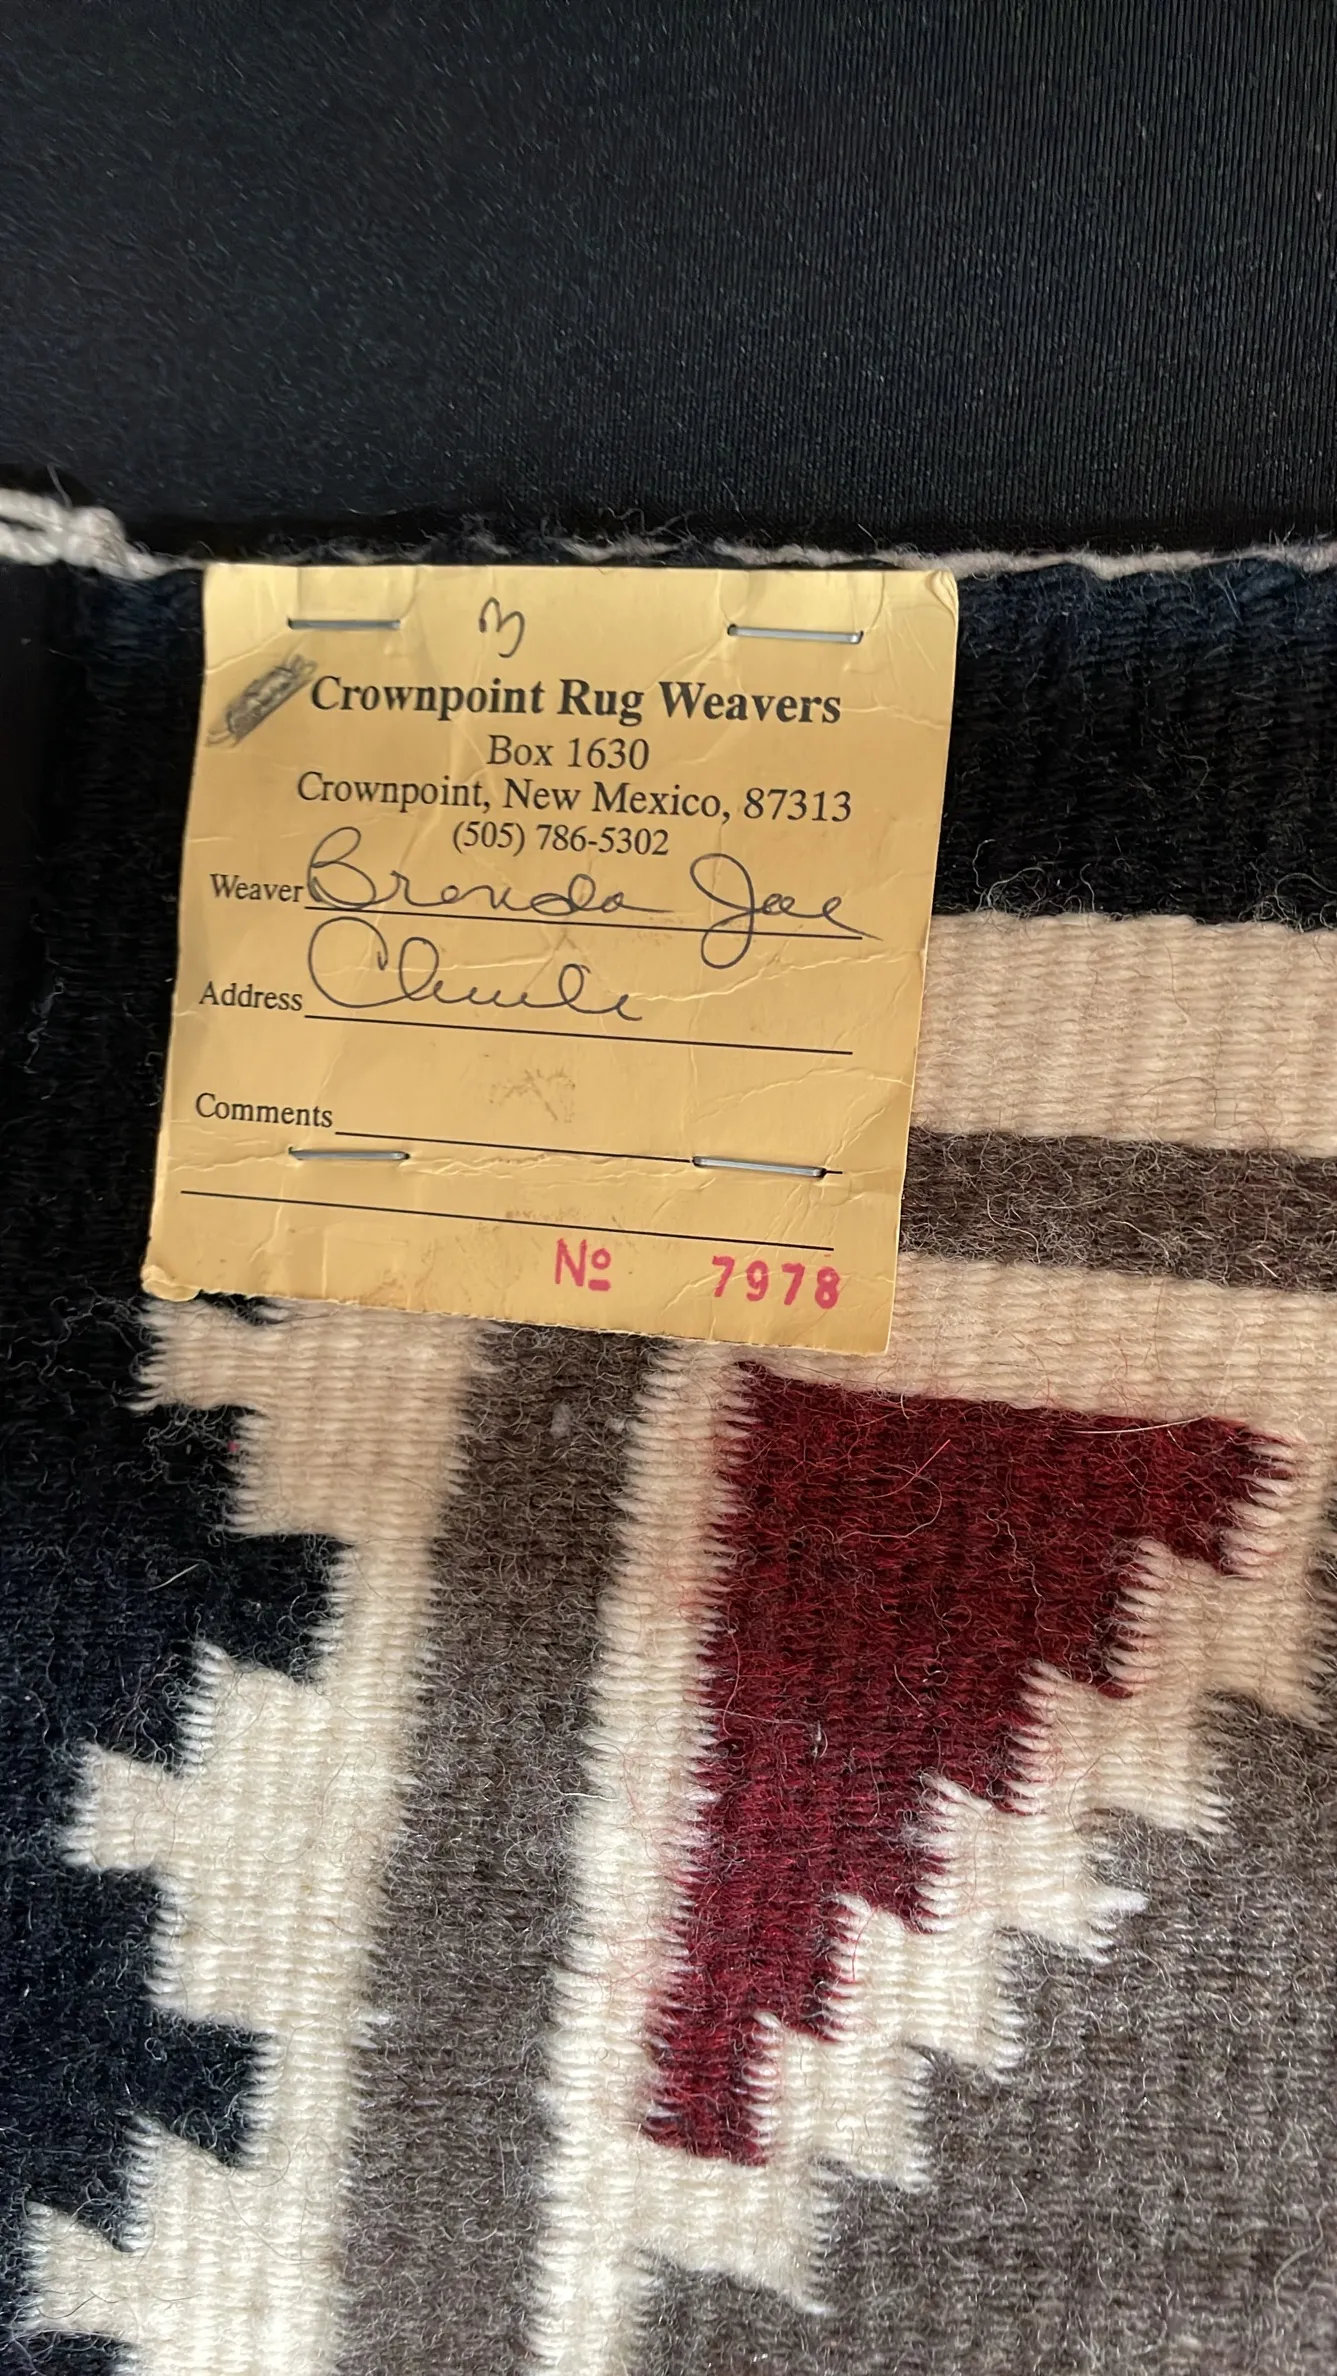 3
Crownpoint Rug Weavers
Box 1630
Crownpoint, New Mexico, 87313
(505) 786-5302
Weaver Brenda Joe
Address
Comments
№ 7978